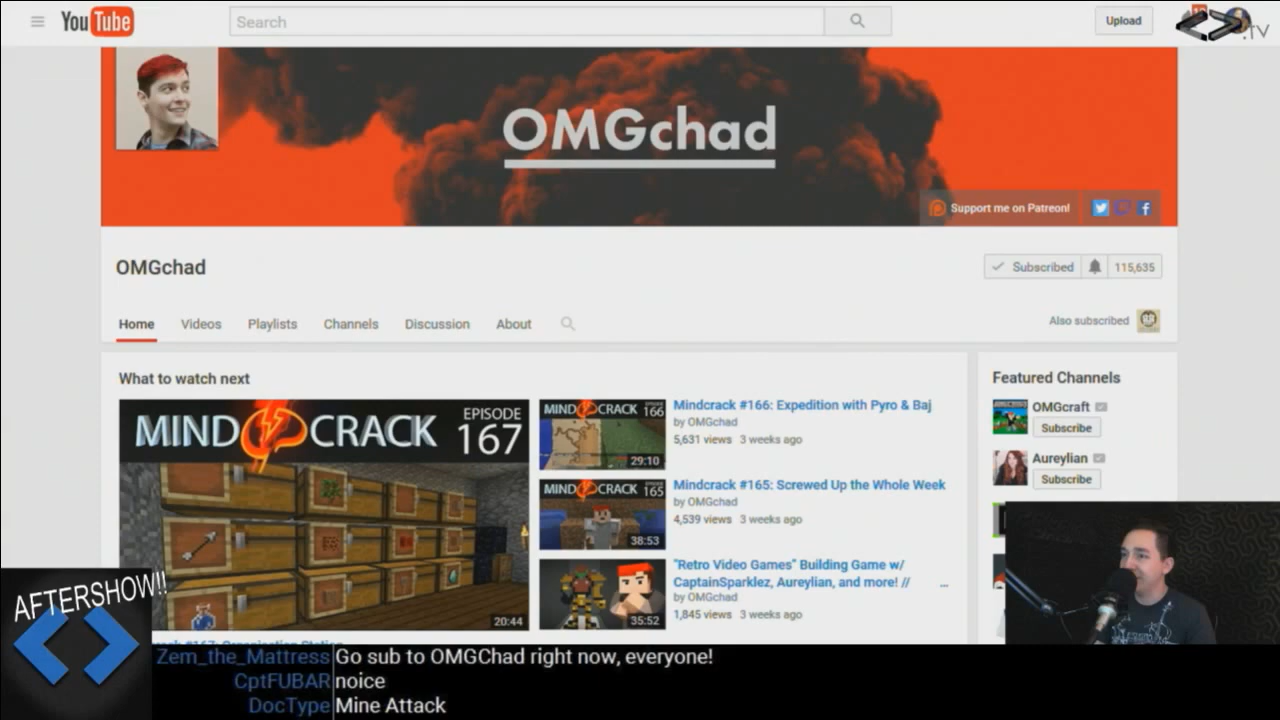 YouTube
Search
Upload
.TV
OMGchad
Support me on Patreon!
OMGchad
Subscribed
115,635
Home
Videos
Playlists
Channels
Discussion
About
Also subscribed
What to watch next
MINDCRACK EPISODE 167
20:44
MINDCRACK 166
29:10
Mindcrack #166: Expedition with Pyro & Baj
by OMGchad
5,631 views 3 weeks ago
MINDCRACK 165
38:53
Mindcrack #165: Screwed Up the Whole Week
by OMGchad
4,539 views 3 weeks ago
35:52
"Retro Video Games" Building Game w/
CaptainSparklez, Aureylian, and more! // ...
by OMGchad
1,845 views 3 weeks ago
Featured Channels
OMGcraft
Subscribe
Aureylian
Subscribe
AFTERSHOW!!
Zem_the_Mattress Go sub to OMGChad right now, everyone!
CptFUBAR noice
DocType Mine Attack